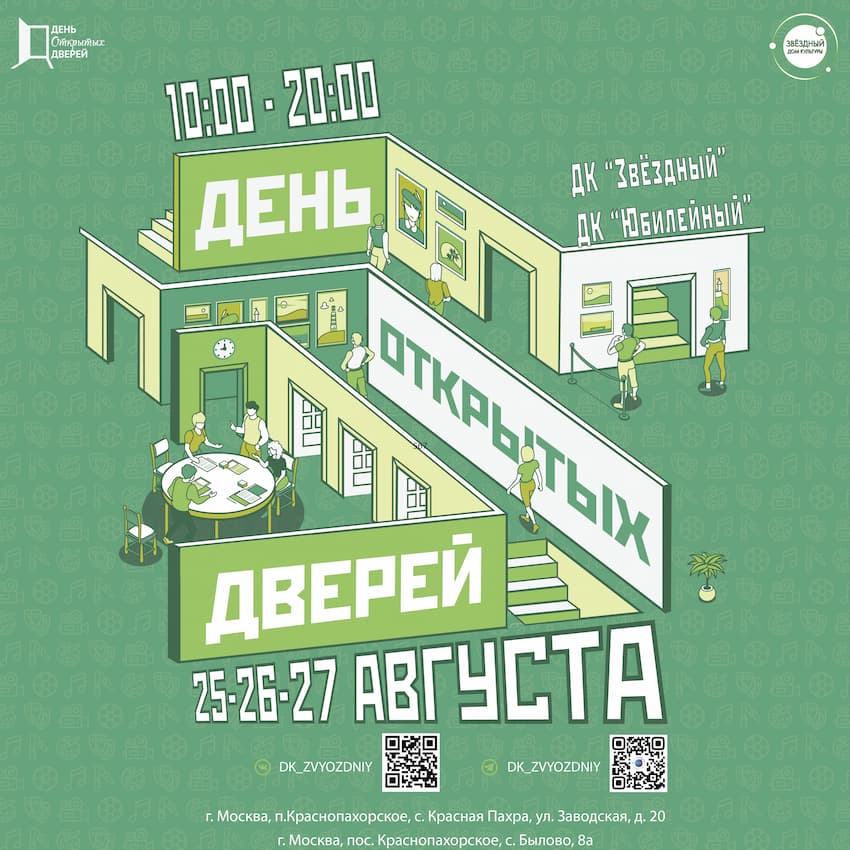 ДЕНЬ
Открытых
ДВЕРЕЙ
ЗВЁЗДНЫЙ
ДОМ КУЛЬТУРЫ
10:00 - 20:00
ДК “Звёздный”
ДК “Юбилейный”
ДЕНЬ
ОТКРЫТЫХ
507
ДВЕРЕЙ
25-26-27 АВГУСТА
DK_ZVYOZDNIY
DK_ZVYOZDNIY
г. Москва, п.Краснопахорское, с. Красная Пахра, ул. Заводская, д. 20
г. Москва, пос. Краснопахорское, с. Былово, 8а